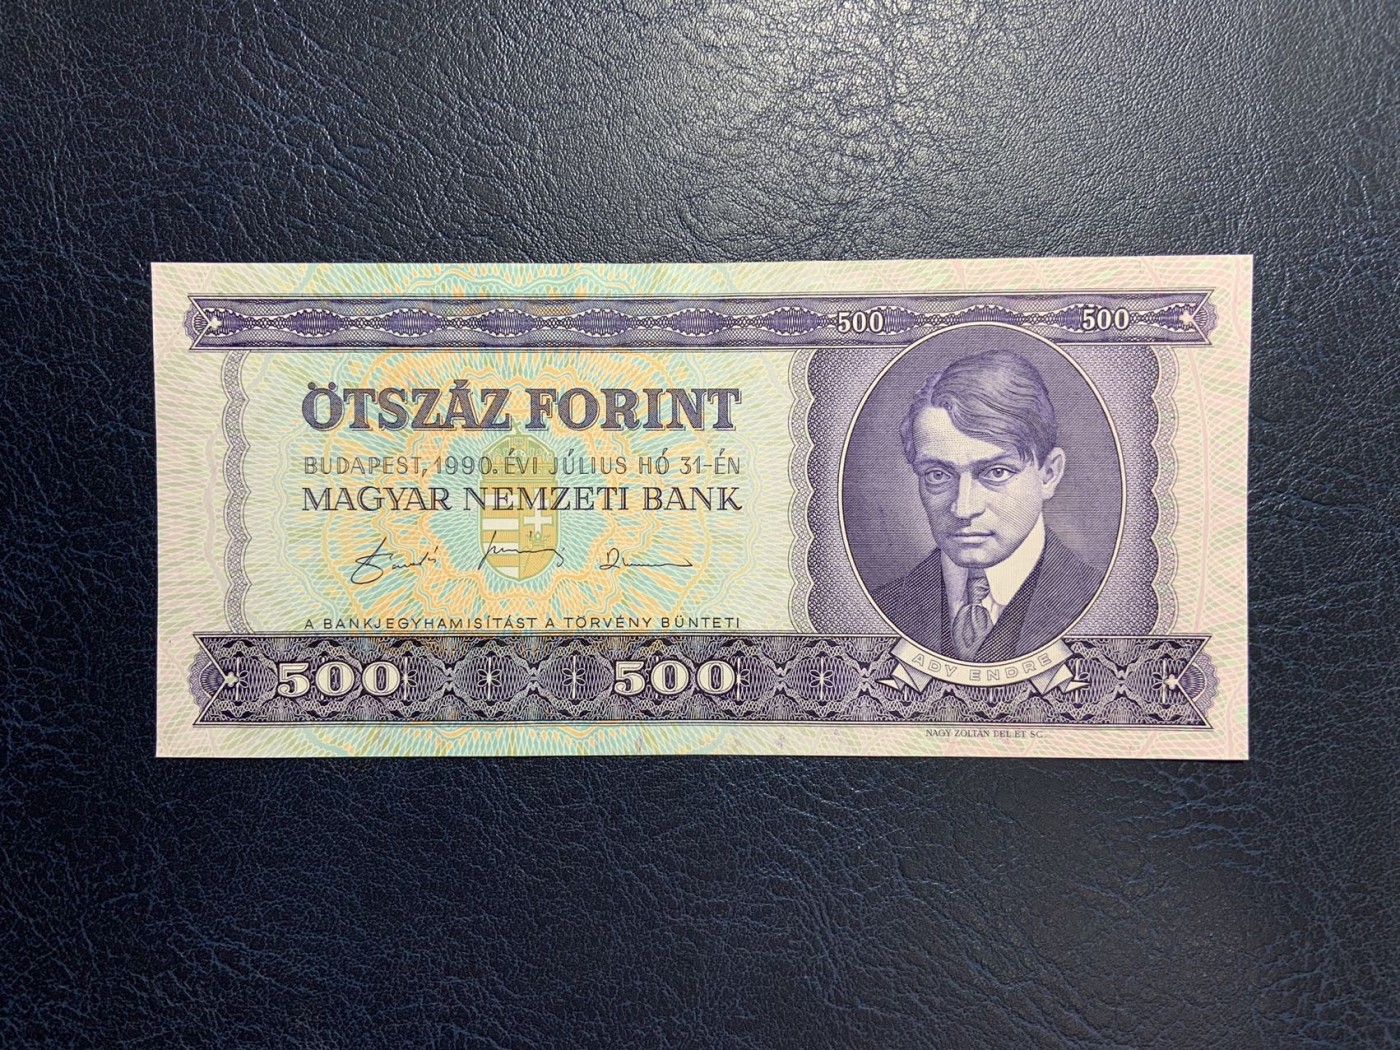 500 500
ÖTSZÁZ FORINT
BUDAPEST, 1990. ÉVI JÚLIUS HÓ 31-ÉN
MAGYAR NEMZETI BANK
A BANKJEGYHAMISÍTÁST A TÖRVÉNY BÜNTETI
500 500
ADY ENDRE
NAGY ZOLTÁN DEL ET SC.